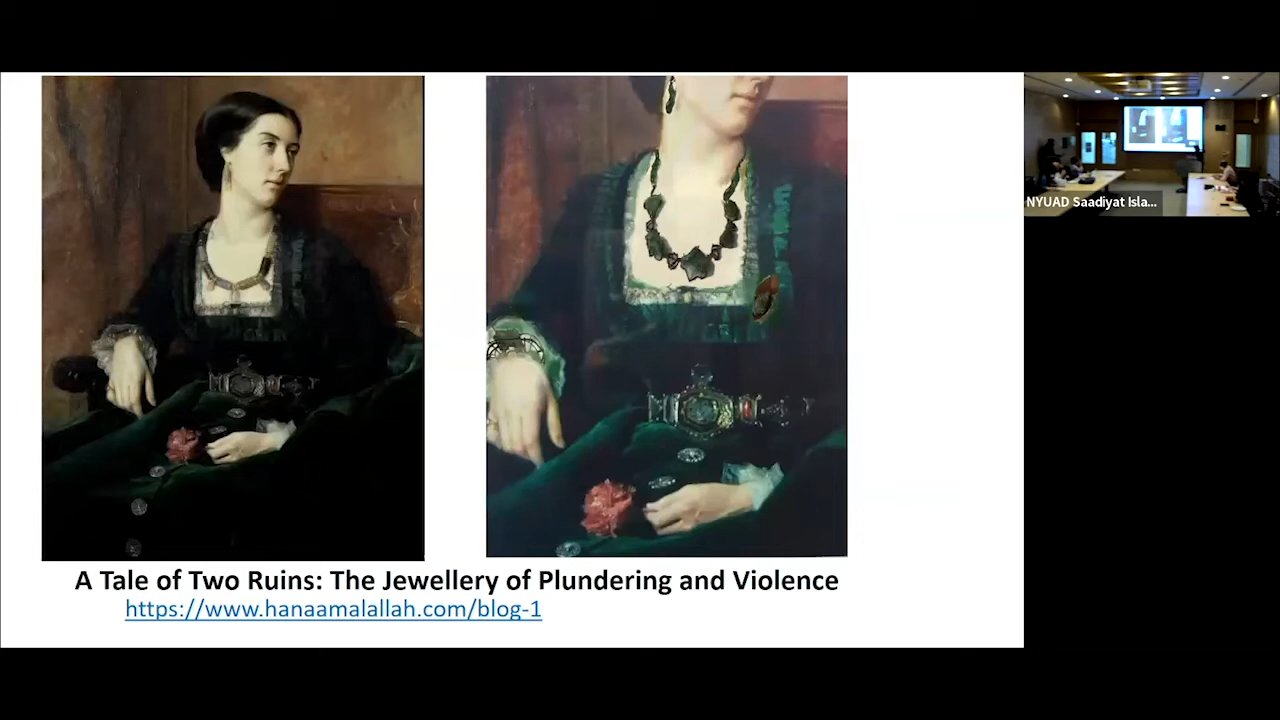 A Tale of Two Ruins: The Jewellery of Plundering and Violence
https://www.hanaamalallah.com/blog-1
NYUAD Saadiyat Isla...